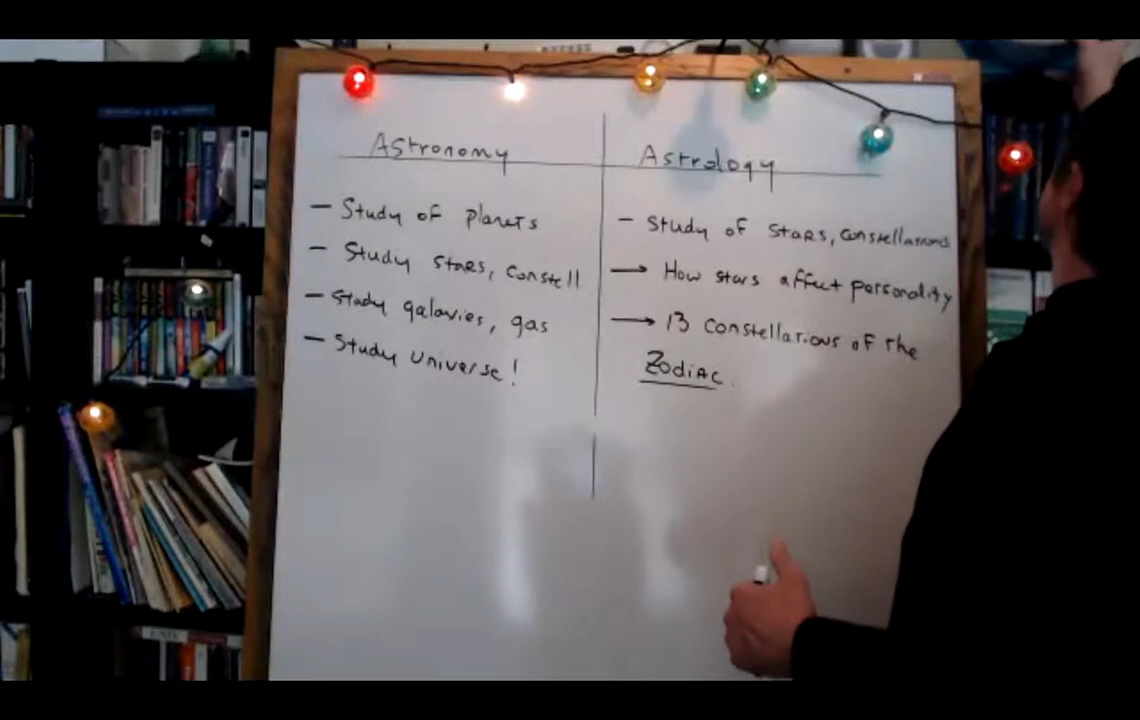 Astronomy
- Study of Planets
- Study stars, constell
- Study galaxies, gas
- Study Universe!
Astrology
- Study of stars, constellations
→ How stars affect personality
→ 13 constellations of the
Zodiac.